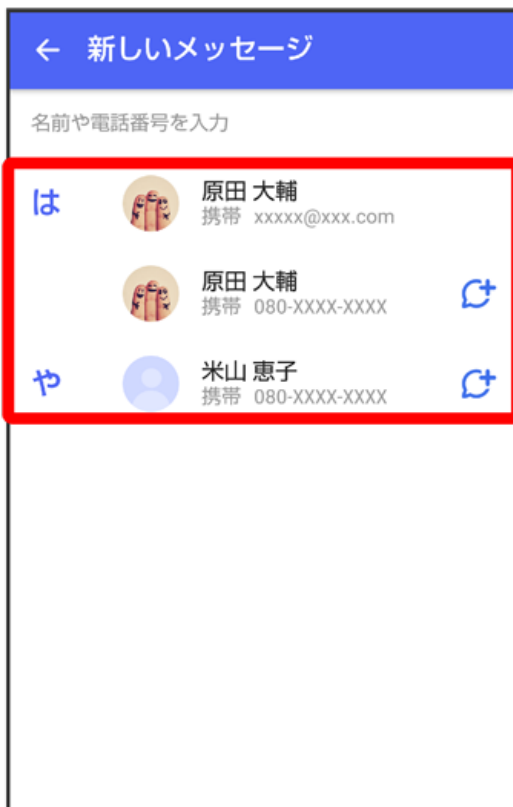 新しいメッセージ
名前や電話番号を入力
は
原田 大輔
携帯 xxxxx@xxx.com
原田 大輔
携帯 080-XXXX-XXXX
や
米山 恵子
携帯 080-XXXX-XXXX